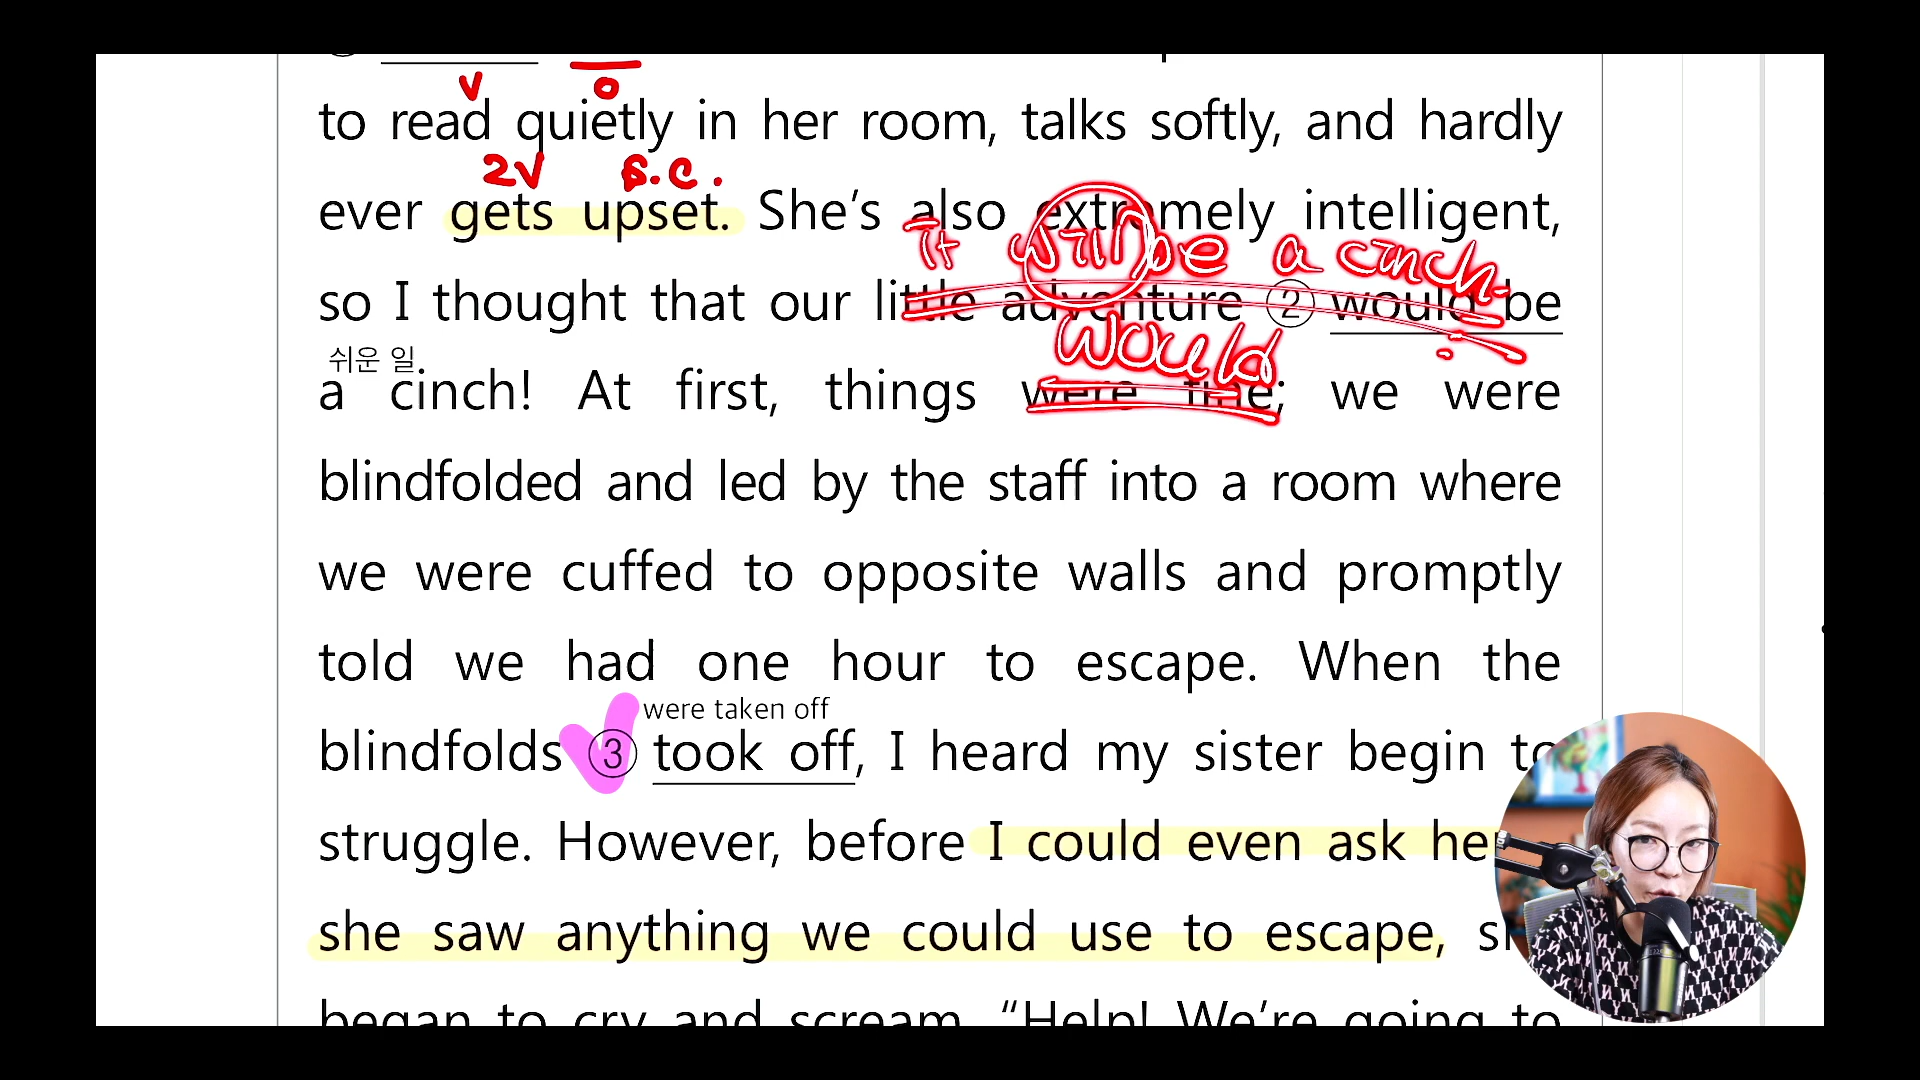 v o
to read quietly in her room, talks softly, and hardly
2v s.c.
ever gets upset. She’s also extremely intelligent,
It will be a cinch.
so I thought that our little adventure ② would be
would
쉬운 일
a cinch! At first, things were fine; we were
blindfolded and led by the staff into a room where
we were cuffed to opposite walls and promptly
told we had one hour to escape. When the
were taken off
blindfolds ③ took off, I heard my sister begin to
struggle. However, before I could even ask her
she saw anything we could use to escape,
began to cry and scream, “Help! We’re going to